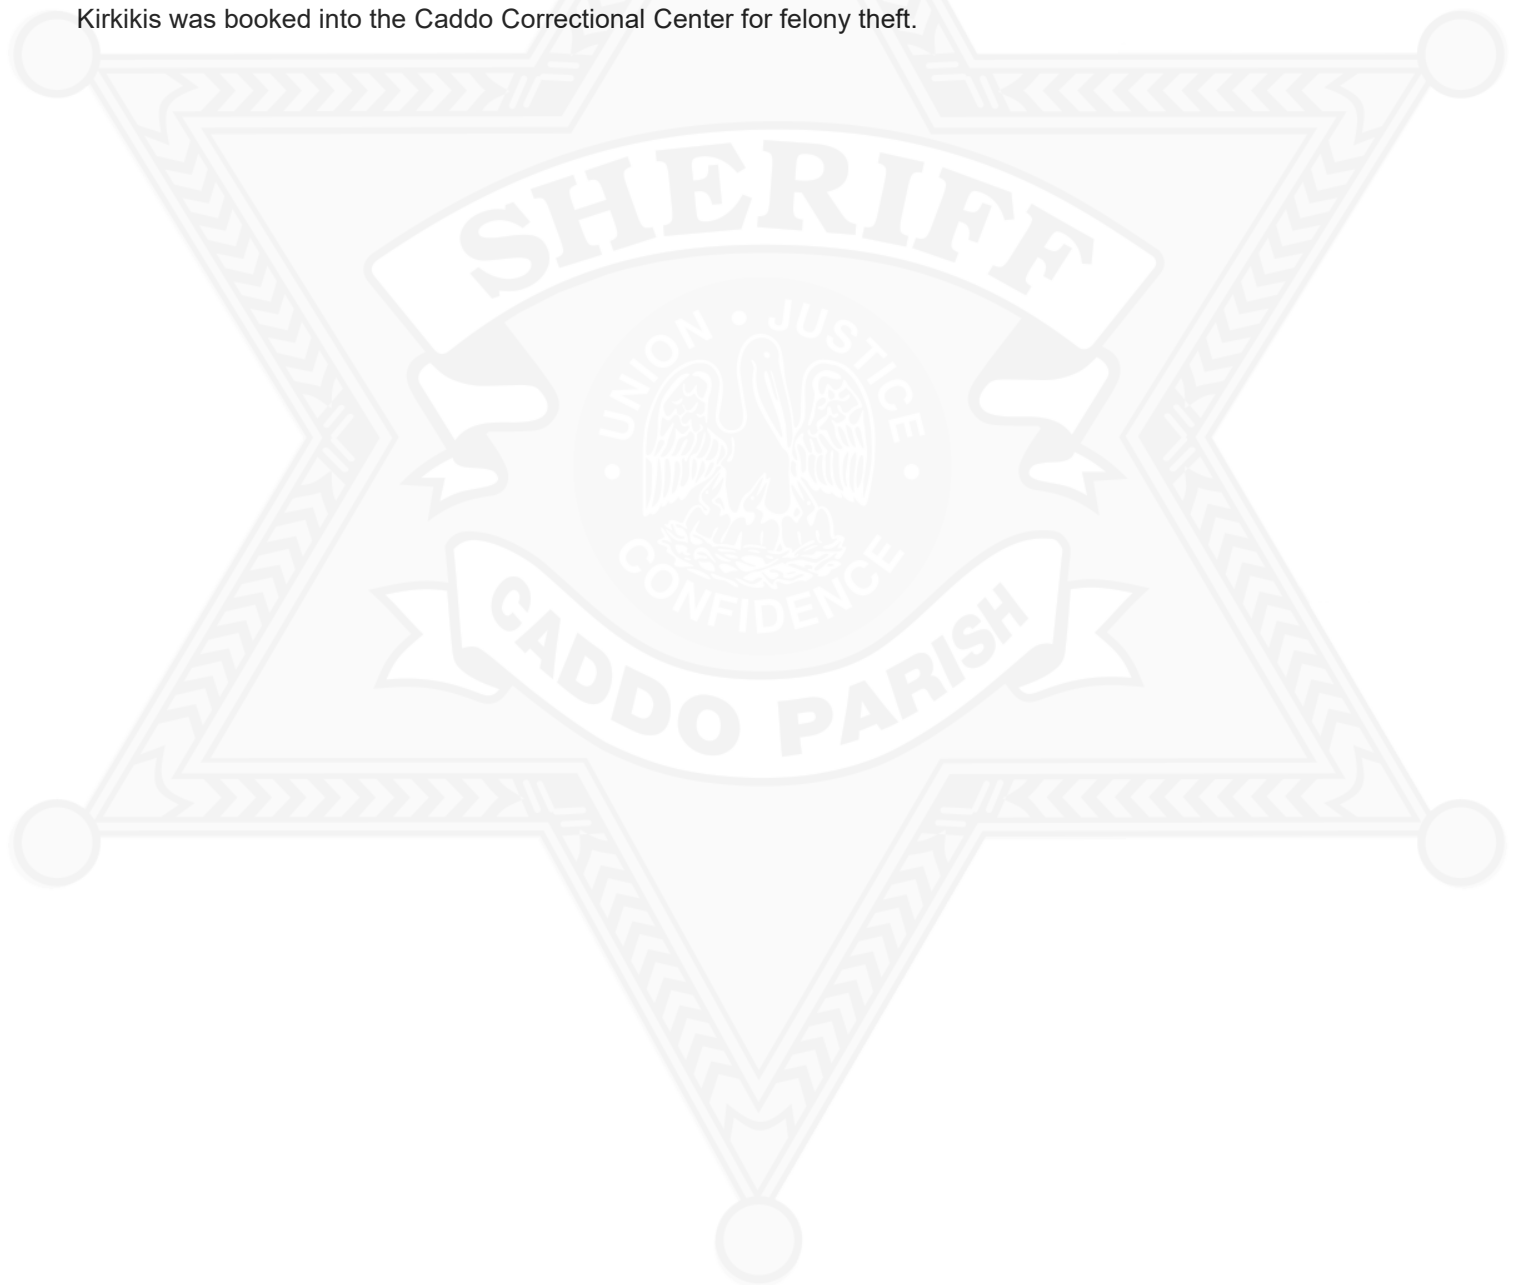 Kirkikis was booked into the Caddo Correctional Center for felony theft.
SHERIFF
UNION • JUSTICE
• CONFIDENCE •
CADDO PARISH